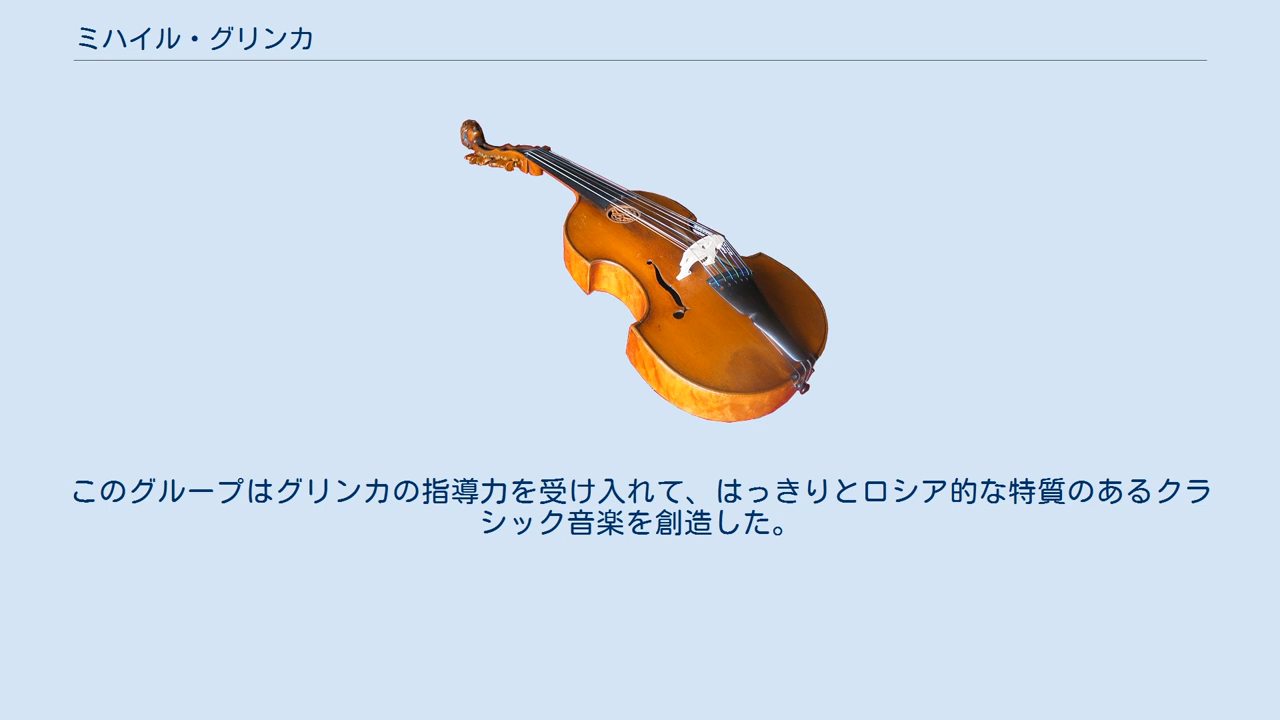 ミハイル・グリンカ
このグループはグリンカの指導力を受け入れて、はっきりとロシア的な特質のあるクラ
シック音楽を創造した。